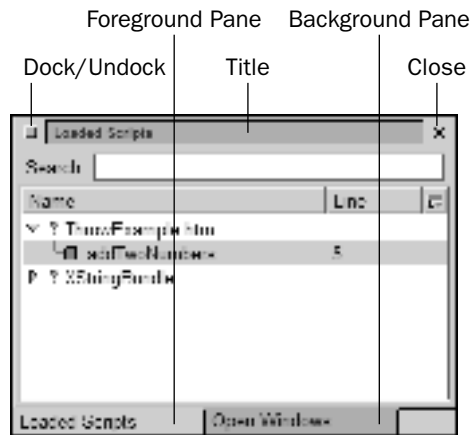 Foreground Pane Background Pane
Dock/Undock Title Close
Loaded Scripts
Search
Name Line
? ThrowExample.htm
addTwoNumbers 5
? XStringBundle
Loaded Scripts Open Windows